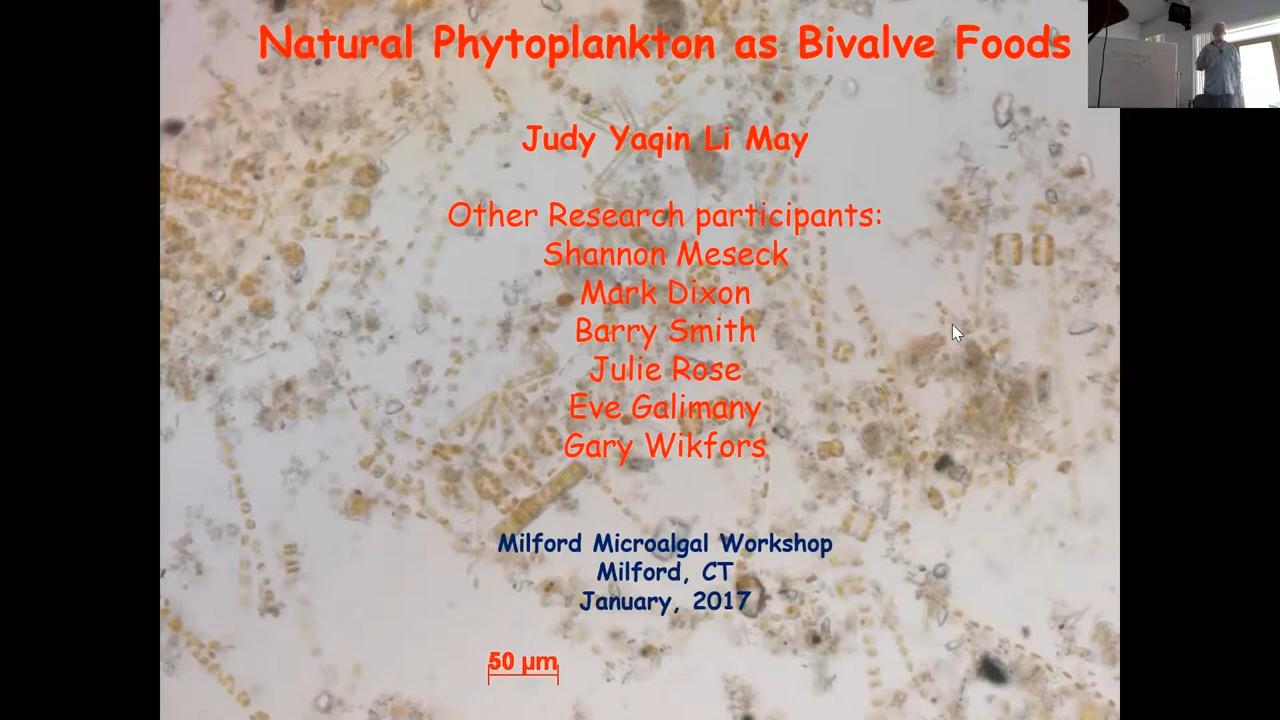 Natural Phytoplankton as Bivalve Foods
Judy Yaqin Li May
Other Research participants:
Shannon Meseck
Mark Dixon
Barry Smith
Julie Rose
Eve Galimany
Gary Wikfors
Milford Microalgal Workshop
Milford, CT
January, 2017
50 µm